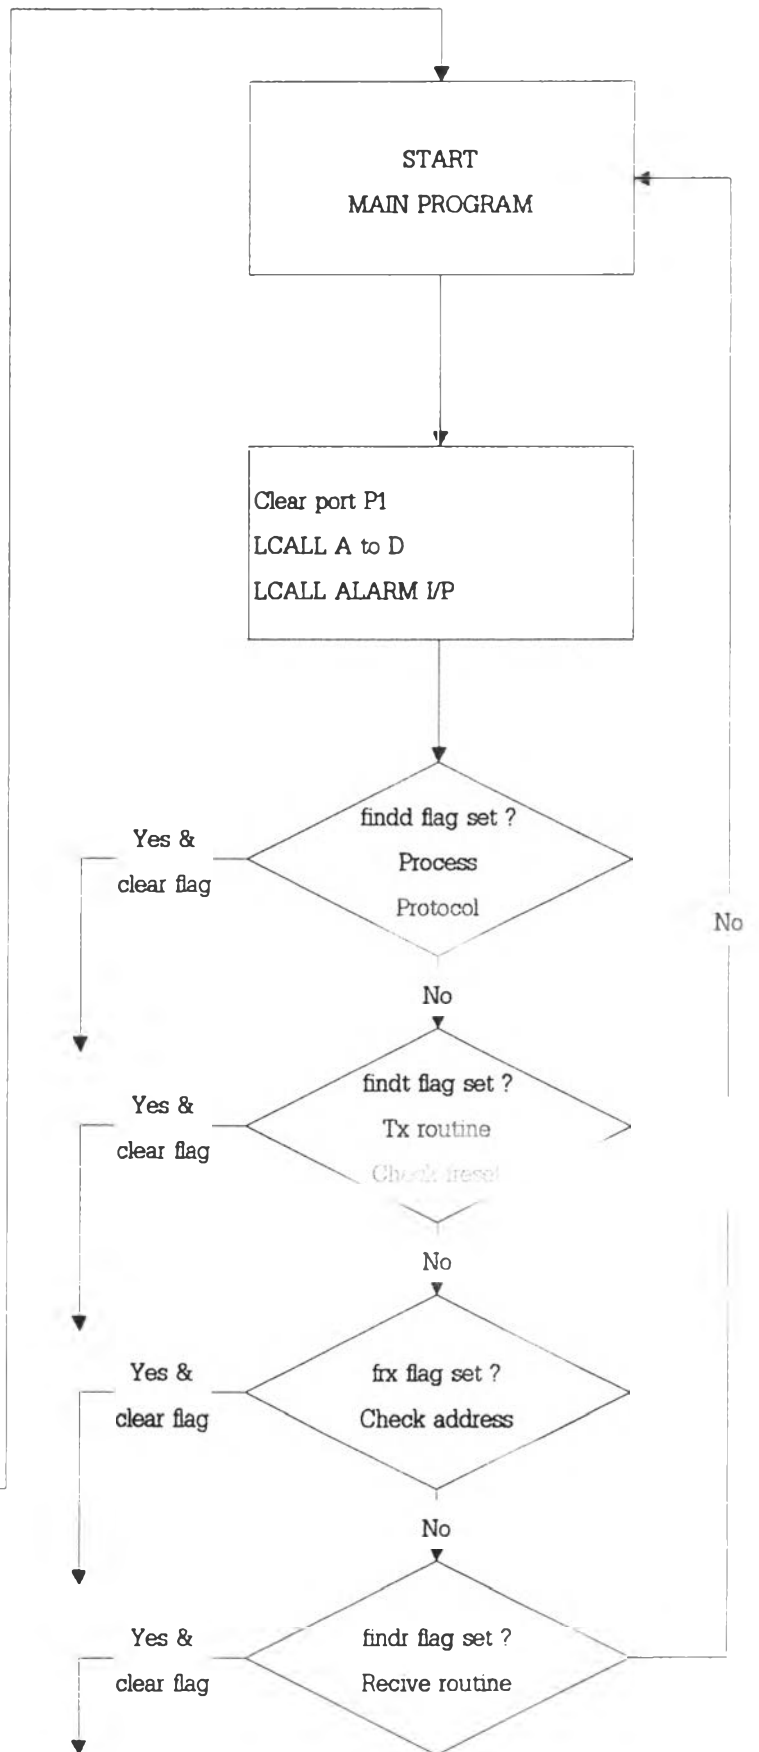 START
MAIN PROGRAM
Clear port P1
LCALL A to D
LCALL ALARM I/P
findd flag set ?
Process
Protocol
Yes &
clear flag
No
No
findt flag set ?
Tx routine
Check freset
Yes &
clear flag
No
frx flag set ?
Check address
Yes &
clear flag
No
findr flag set ?
Recive routine
Yes &
clear flag